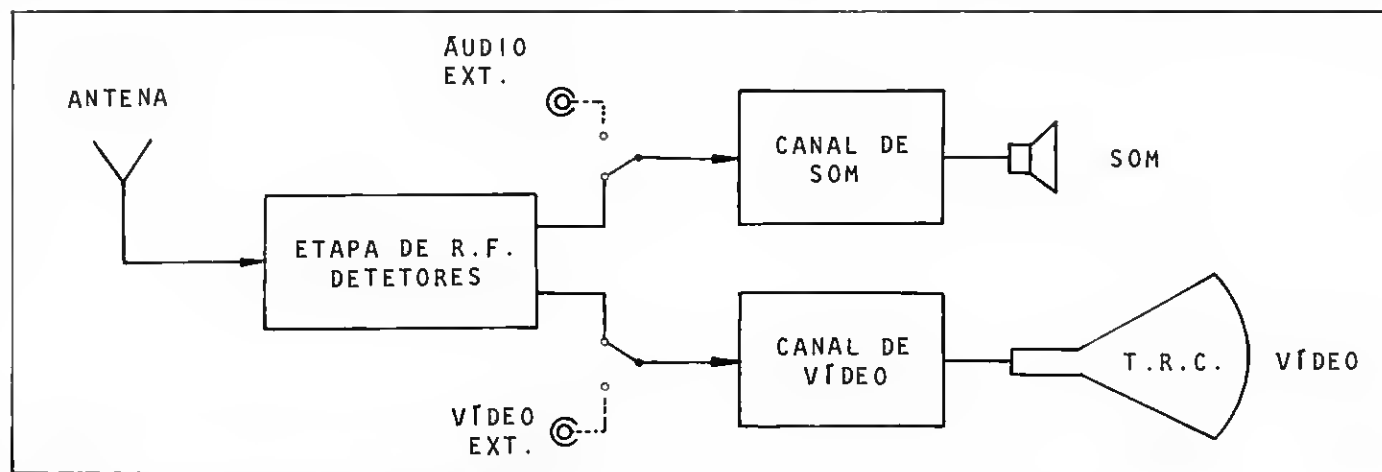 ÁUDIO
EXT.
ANTENA
CANAL DE
SOM
SOM
ETAPA DE R.F.
DETETORES
CANAL DE
VÍDEO
T.R.C.
VÍDEO
VÍDEO
EXT.